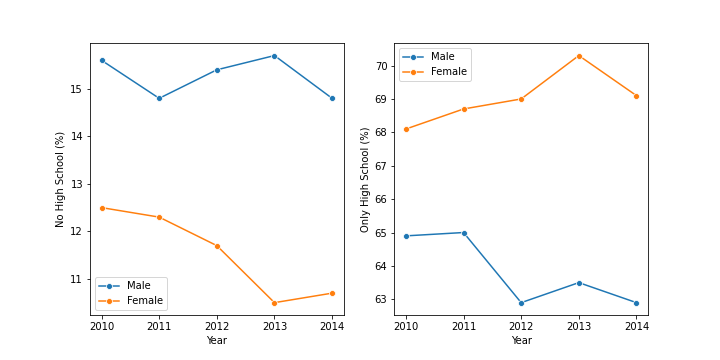 No High School (%)
15
14
13
12
11
Male
Female
2010 2011 2012 2013 2014
Year
Only High School (%)
70
69
68
67
66
65
64
63
Male
Female
2010 2011 2012 2013 2014
Year